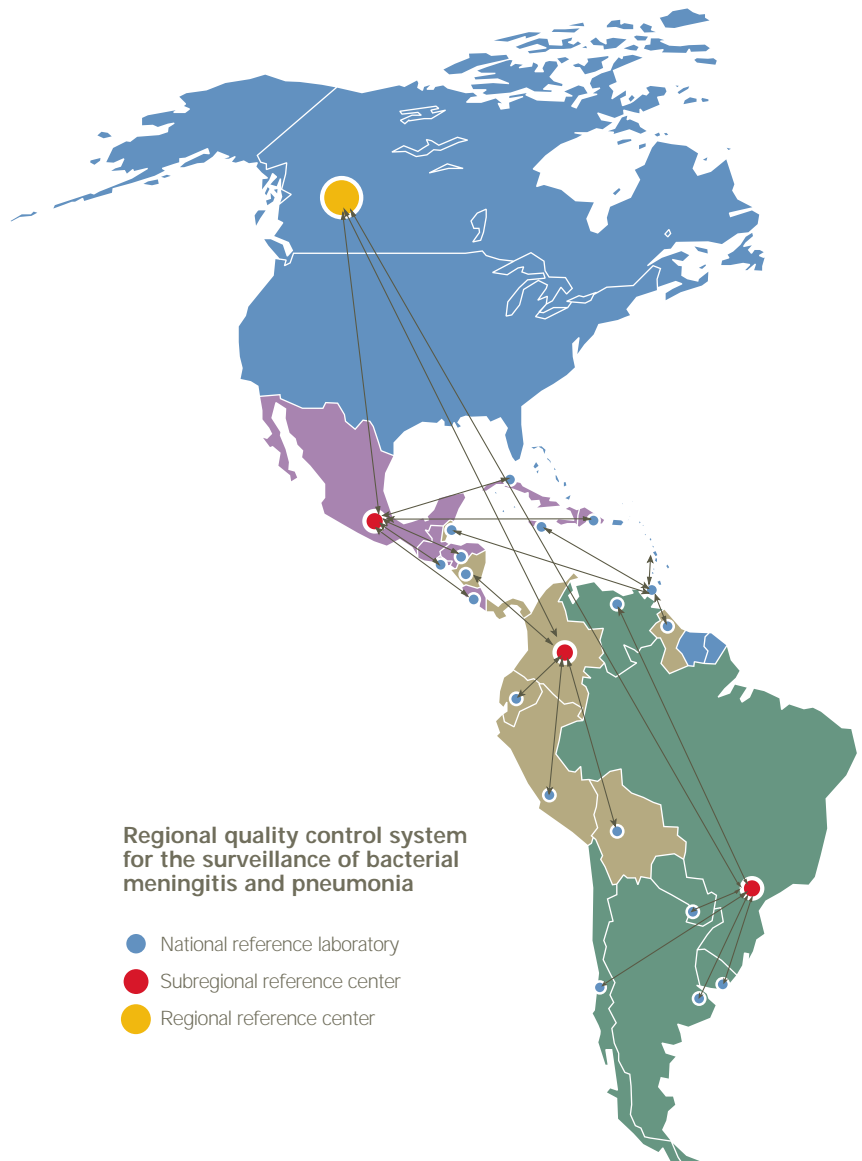 Regional quality control system
for the surveillance of bacterial
meningitis and pneumonia
National reference laboratory
Subregional reference center
Regional reference center